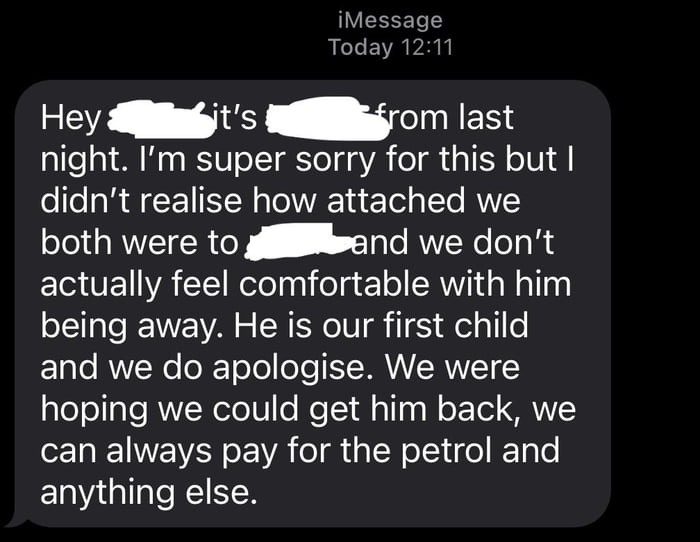 iMessage
Today 12:11
Hey it's from last
night. I'm super sorry for this but I
didn't realise how attached we
both were to and we don't
actually feel comfortable with him
being away. He is our first child
and we do apologise. We were
hoping we could get him back, we
can always pay for the petrol and
anything else.